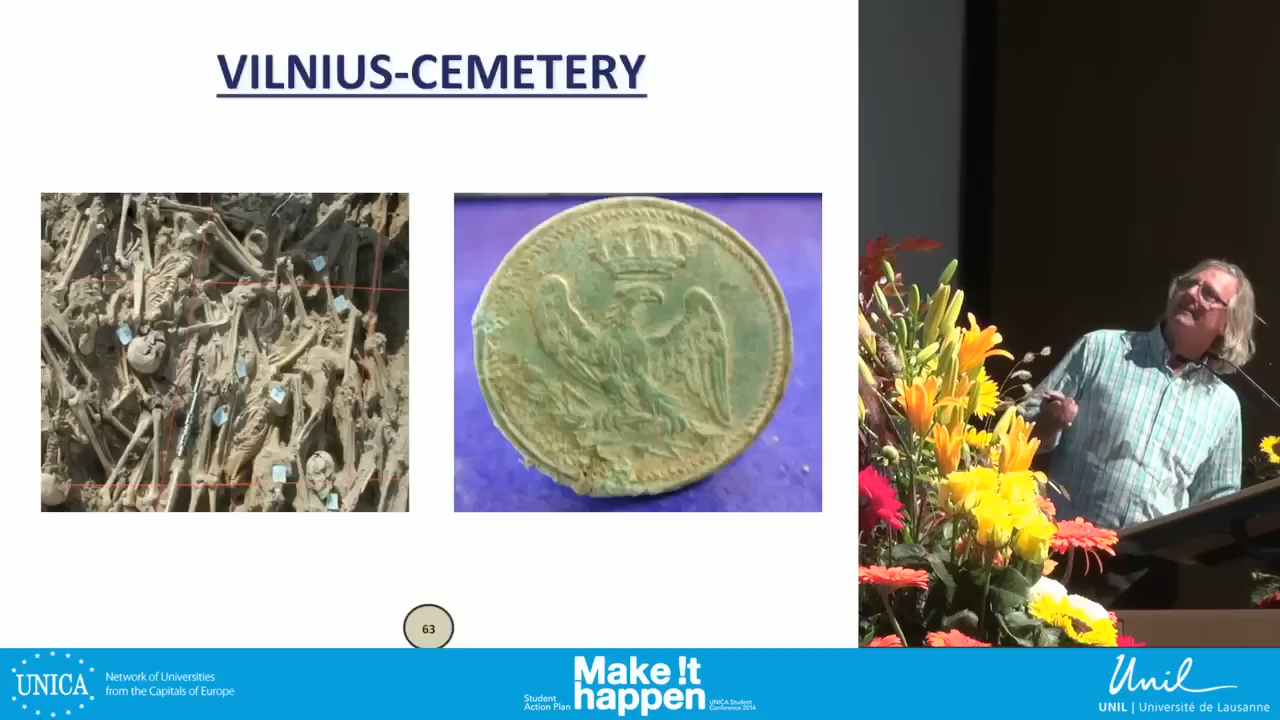 VILNIUS-CEMETERY
63
UNICA
Network of Universities
from the Capitals of Europe
Student
Action Plan
Make !t
happen
UNICA Student
Conference 2014
Unil
UNIL | Université de Lausanne